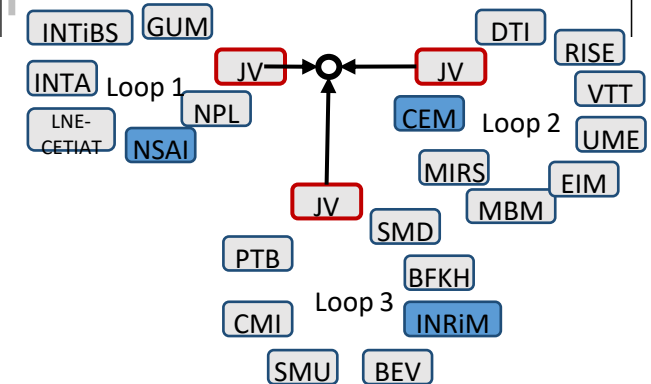 INTiBS
GUM
DTI
RISE
JV
JV
INTA
Loop 1
VTT
NPL
LNE-
CETIAT
NSAI
CEM
Loop 2
UME
MIRS
EIM
MBM
JV
SMD
PTB
BFKH
Loop 3
CMI
INRiM
SMU
BEV